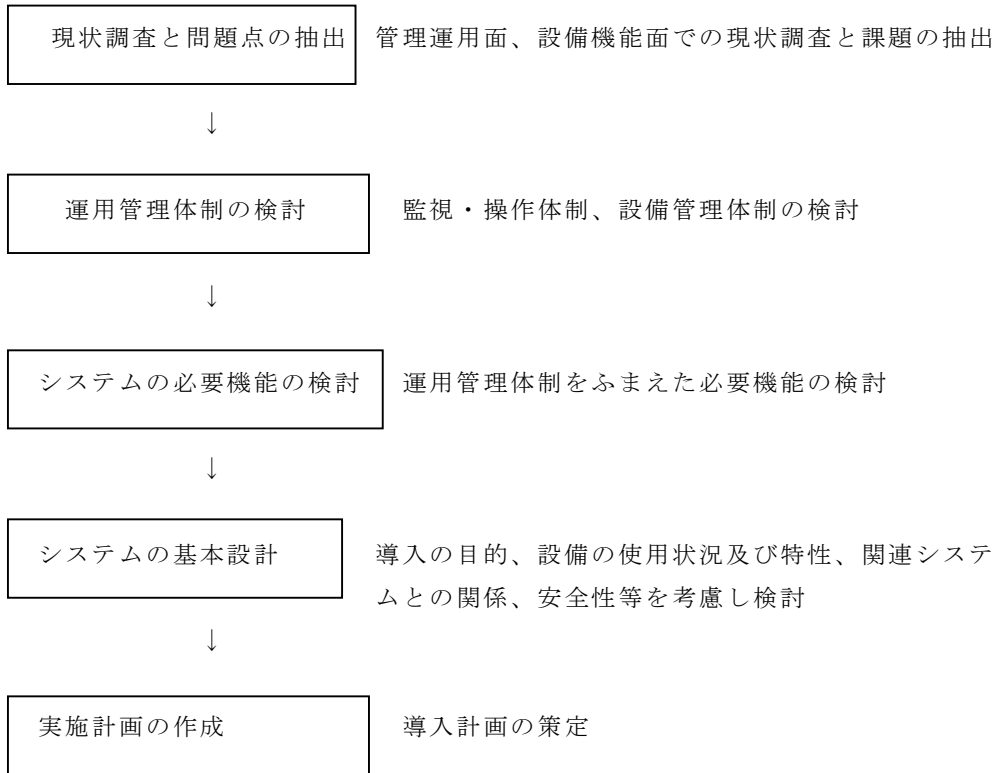 現状調査と問題点の抽出 管理運用面、設備機能面での現状調査と課題の抽出
↓
運用管理体制の検討 監視・操作体制、設備管理体制の検討
↓
システムの必要機能の検討 運用管理体制をふまえた必要機能の検討
↓
システムの基本設計 導入の目的、設備の使用状況及び特性、関連システ
ムとの関係、安全性等を考慮し検討
↓
実施計画の作成 導入計画の策定